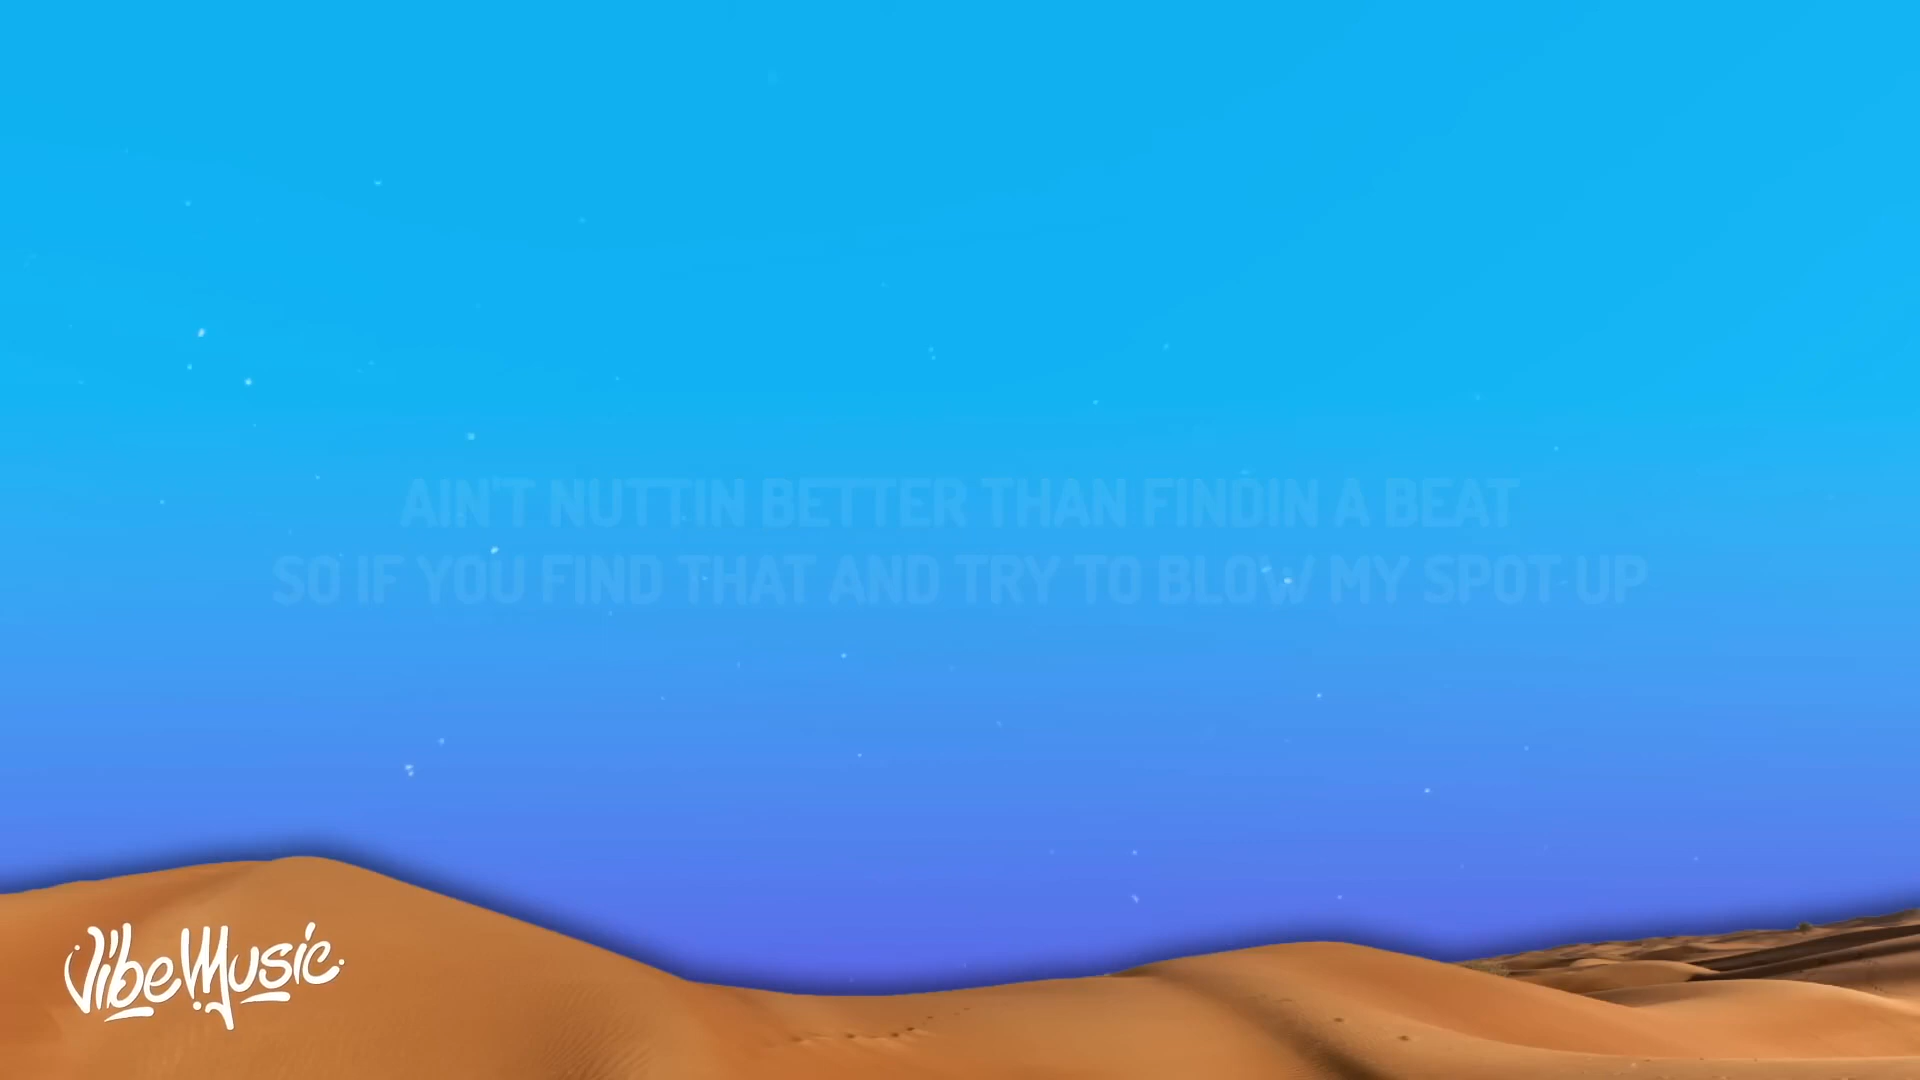 AIN'T NUTTIN BETTER THAN FINDIN A BEAT
SO IF YOU FIND THAT AND TRY TO BLOW MY SPOT UP
VibeMusic.